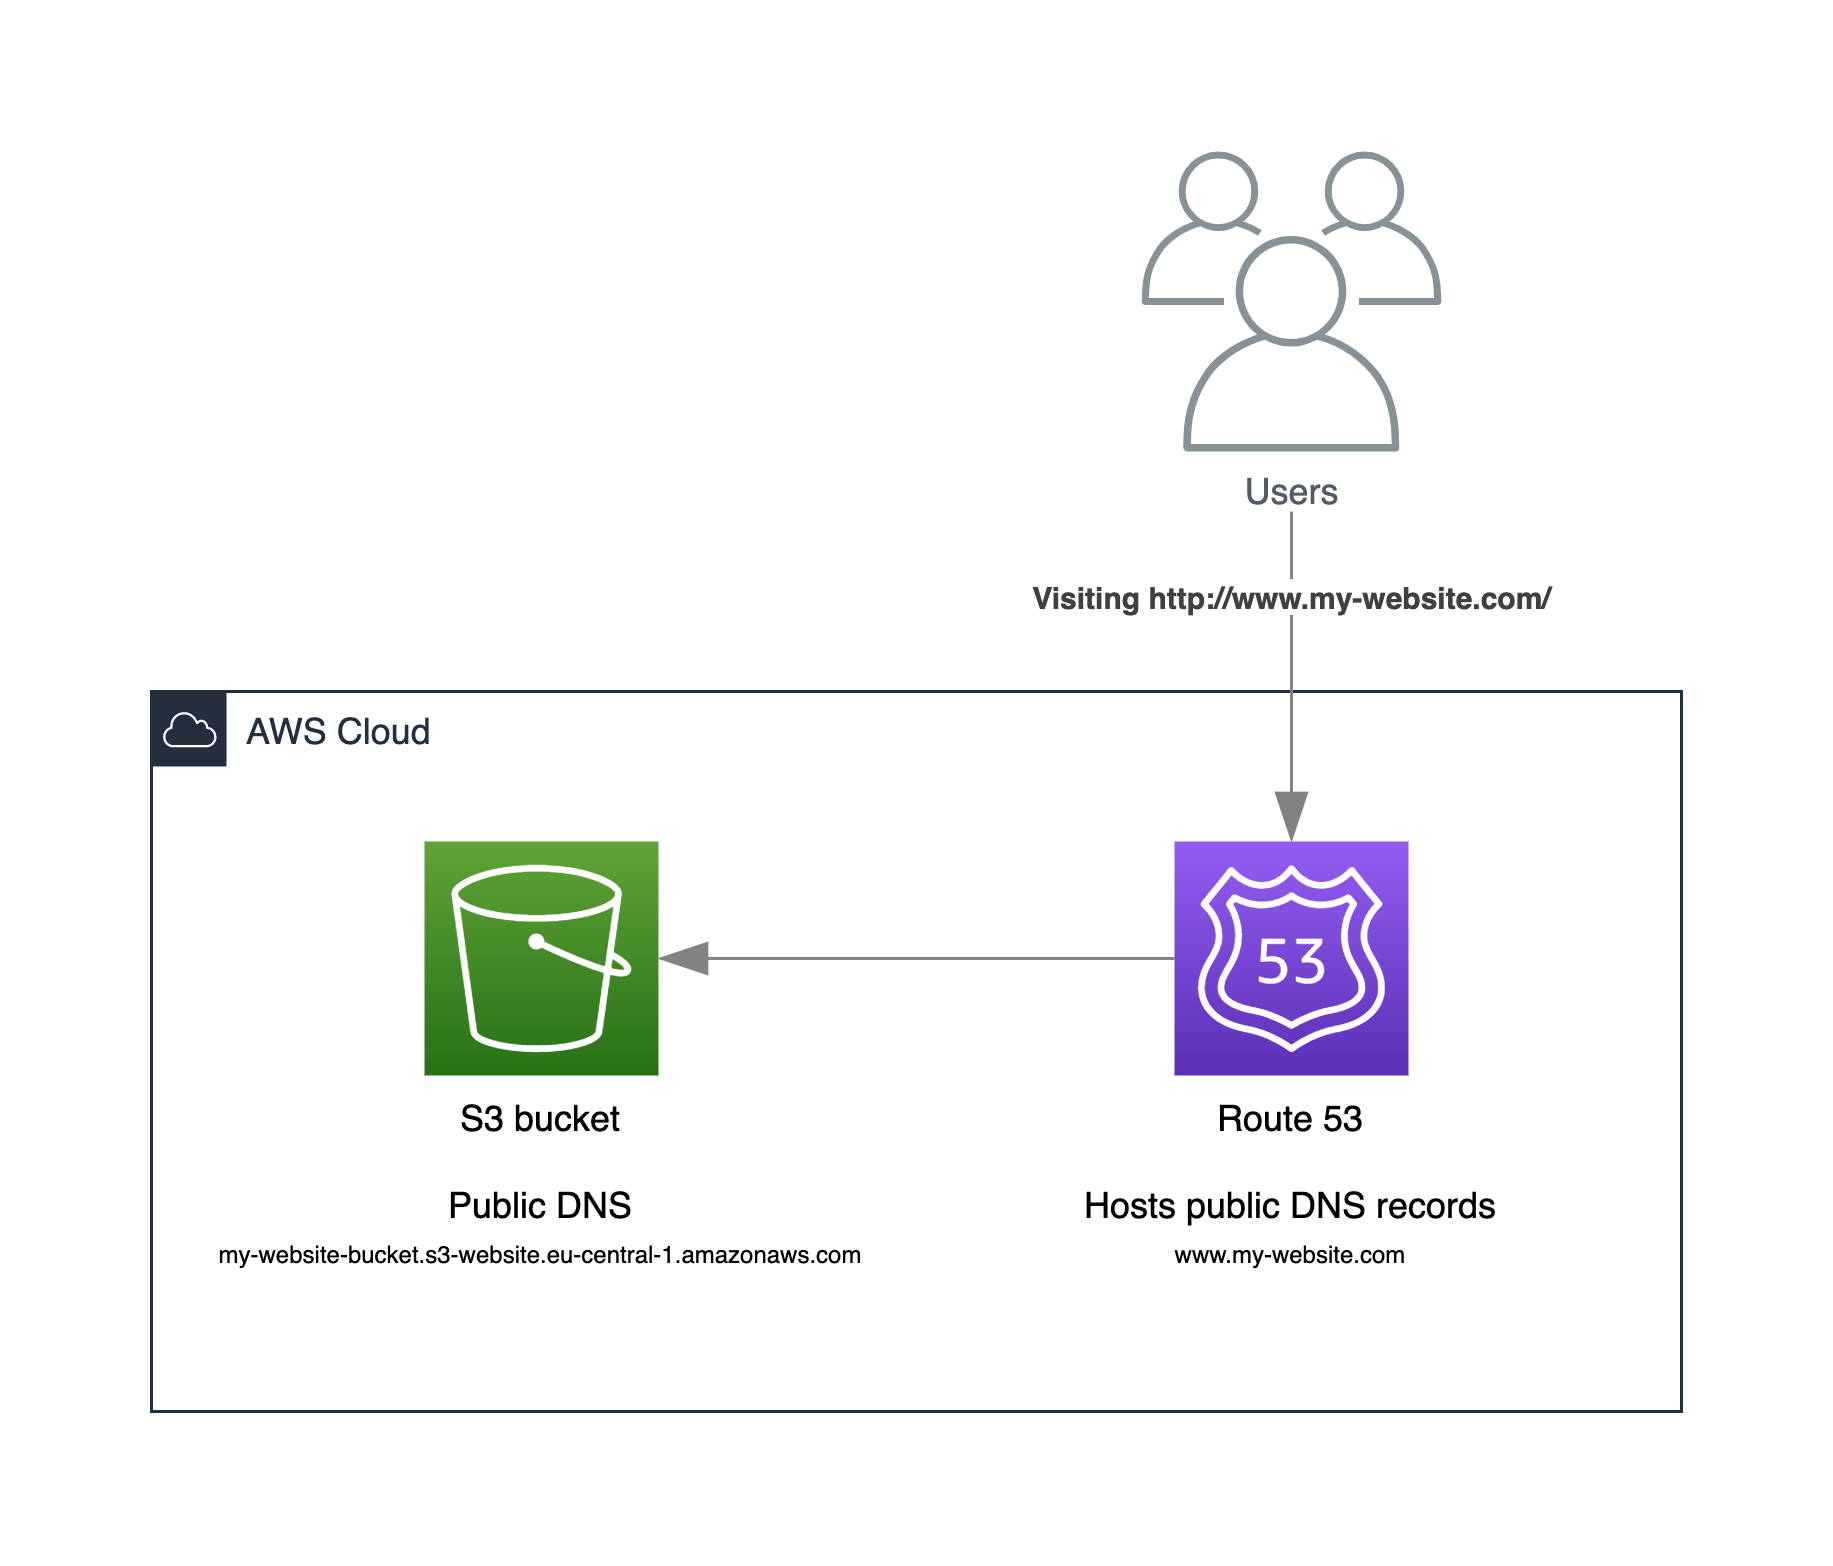 Users
Visiting http://www.my-website.com/
AWS Cloud
53
S3 bucket
Route 53
Public DNS
Hosts public DNS records
my-website-bucket.s3-website.eu-central-1.amazonaws.com
www.my-website.com